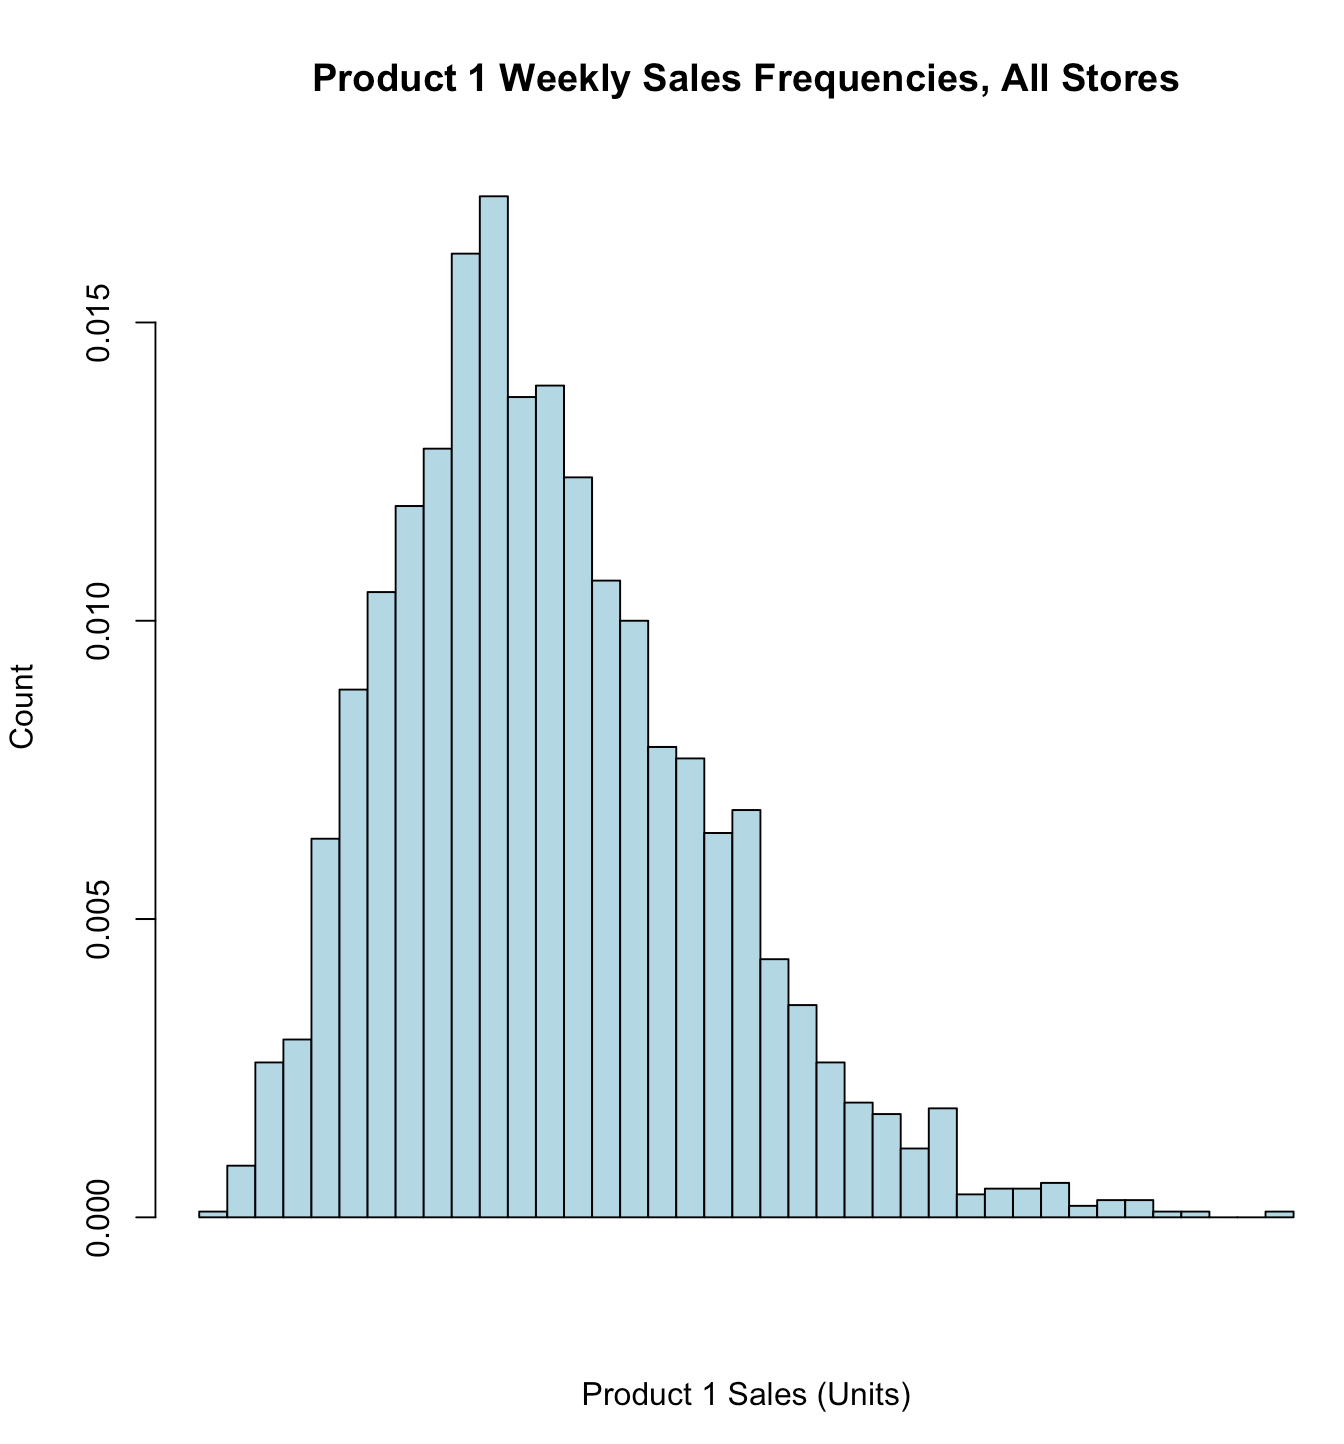 Product 1 Weekly Sales Frequencies, All Stores
0.015
0.010
0.005
0.000
Count
Product 1 Sales (Units)